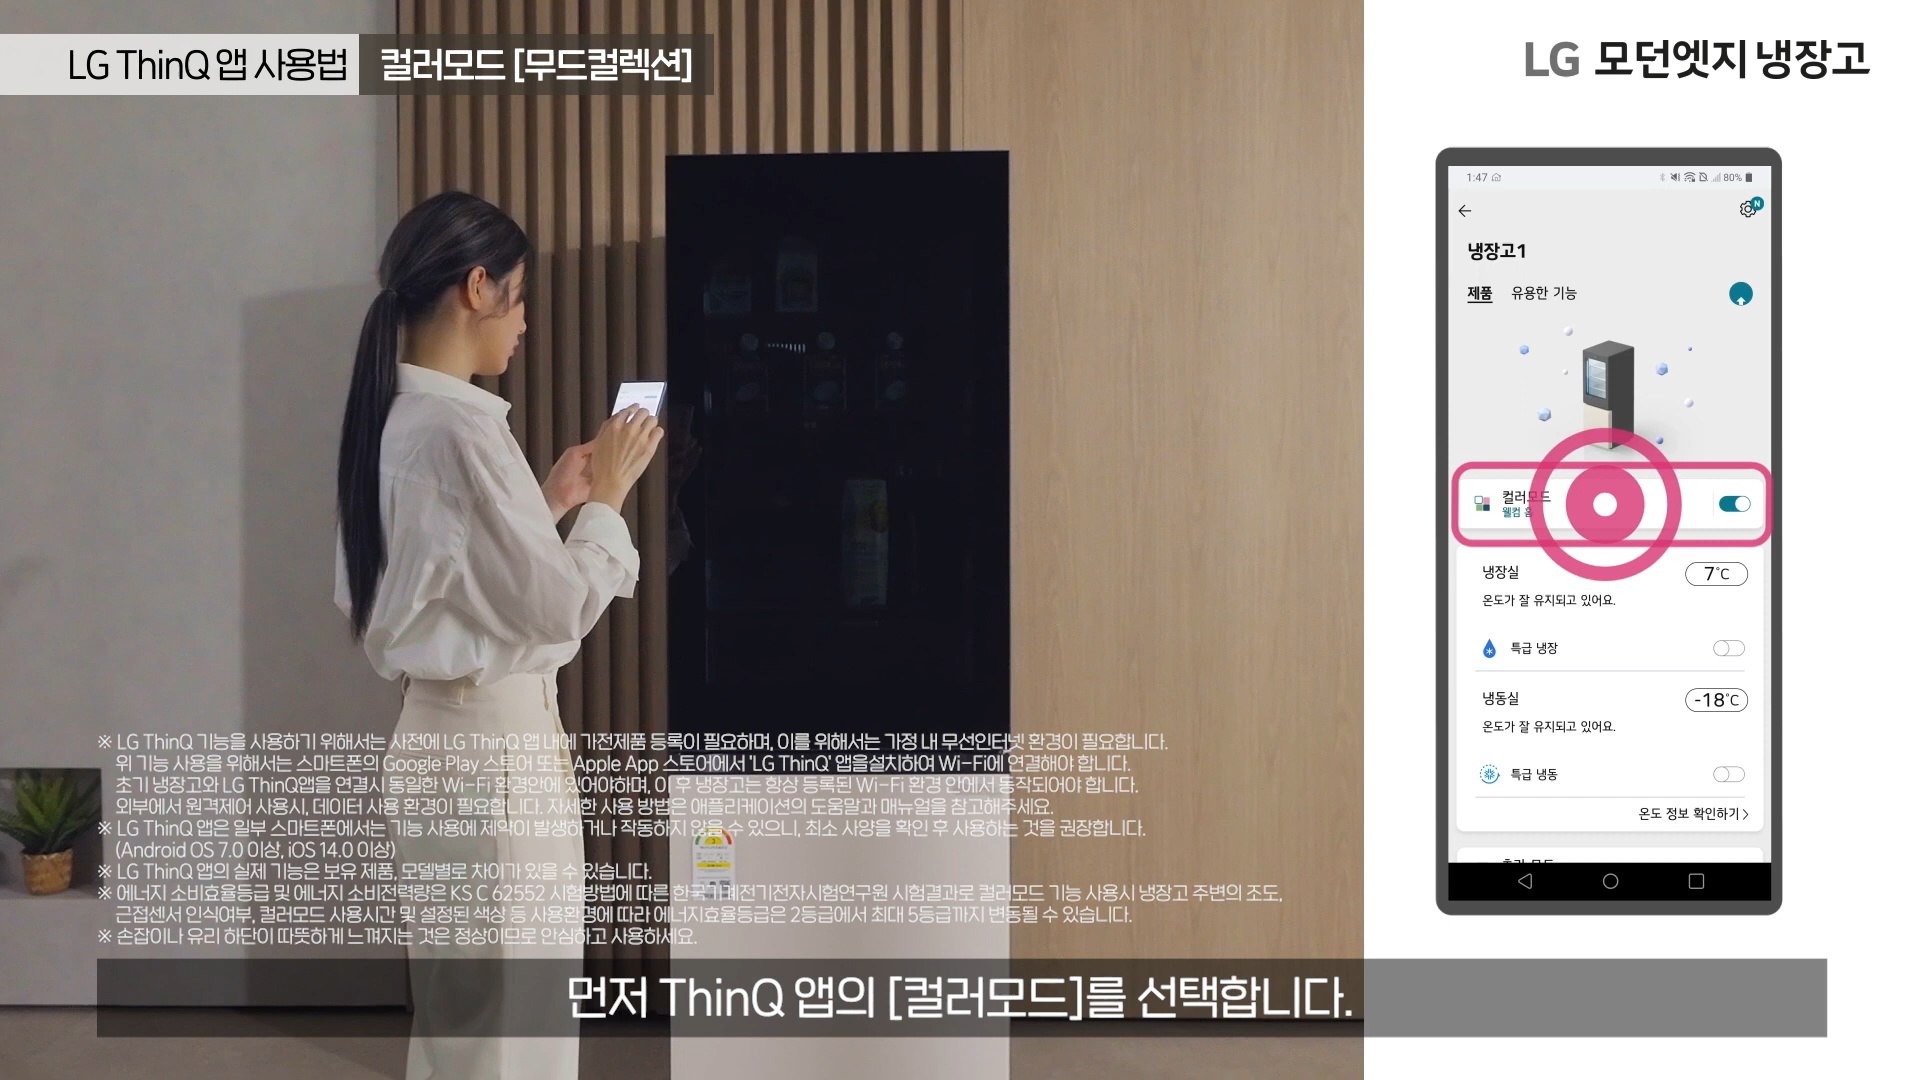 LG ThinQ 앱 사용법 컬러모드 [무드컬렉션]
LG 모던엣지 냉장고
1:47
80%
N
냉장고1
제품 유용한 기능
컬러모드
웰컴 홈
냉장실 7°C
온도가 잘 유지되고 있어요.
특급 냉장
냉동실 -18°C
온도가 잘 유지되고 있어요.
특급 냉동
온도 정보 확인하기 >
※ LG ThinQ 기능을 사용하기 위해서는 사전에 LG ThinQ 앱 내에 가전제품 등록이 필요하며, 이를 위해서는 가정 내 무선인터넷 환경이 필요합니다.
위 기능 사용을 위해서는 스마트폰의 Google Play 스토어 또는 Apple App 스토어에서 'LG ThinQ' 앱을설치하여 Wi-Fi에 연결해야 합니다.
초기 냉장고와 LG ThinQ앱을 연결시 동일한 Wi-Fi 환경안에 있어야하며, 이 후 냉장고는 항상 등록된 Wi-Fi 환경 안에서 동작되어야 합니다.
외부에서 원격제어 사용시, 데이터 사용 환경이 필요합니다. 자세한 사용 방법은 애플리케이션의 도움말과 매뉴얼을 참고해주세요.
※ LG ThinQ 앱은 일부 스마트폰에서는 기능 사용에 제약이 발생하거나 작동하지 않을 수 있으니, 최소 사양을 확인 후 사용하는 것을 권장합니다.
(Android OS 7.0 이상, iOS 14.0 이상)
※ LG ThinQ 앱의 실제 기능은 보유 제품, 모델별로 차이가 있을 수 있습니다.
※ 에너지 소비효율등급 및 에너지 소비전력량은 KS C 62552 시험방법에 따른 한국기계전기전자시험연구원 시험결과로 컬러모드 기능 사용시 냉장고 주변의 조도,
근접센서 인식여부, 컬러모드 사용시간 및 설정된 색상 등 사용환경에 따라 에너지효율등급은 2등급에서 최대 5등급까지 변동될 수 있습니다.
※ 손잡이나 유리 하단이 따뜻하게 느껴지는 것은 정상이므로 안심하고 사용하세요.
먼저 ThinQ 앱의 [컬러모드]를 선택합니다.